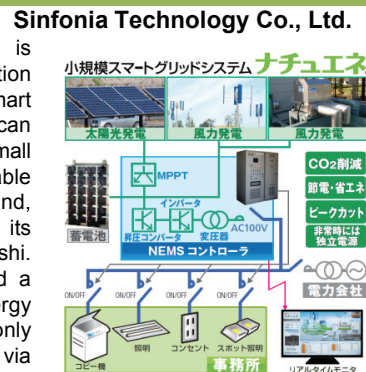 Sinfonia Technology Co., Ltd.
is
tion
mart
can
mall
able
nd,
its
shi.
d a
ergy
only
via
小規模スマートグリッドシステム ナチュエネ
太陽光発電 風力発電 風力発電
MPPT
インバータ
蓄電池
昇圧コンバータ 変圧器 AC100V
NEMS コントローラ
CO2削減
節電・省エネ
ピークカット
非常時には
独立電源
電力会社
ON/OFF ON/OFF ON/OFF ON/OFF
コピー機 照明 コンセント スポット照明
事務所
リアルタイムモニタ